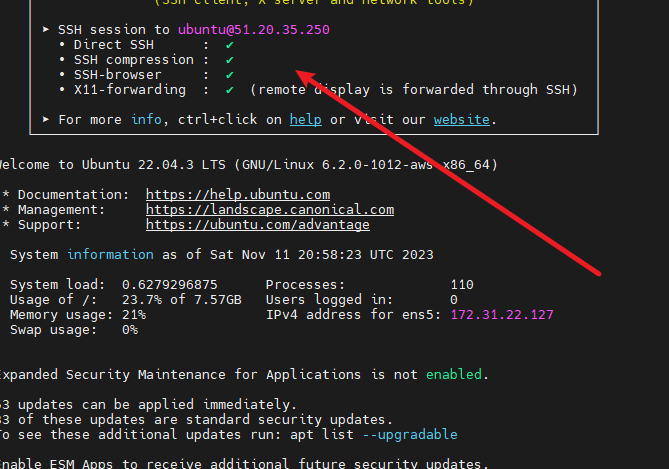 (SSH client, X server and network tools)
➤ SSH session to ubuntu@51.20.35.250
• Direct SSH : ✔
• SSH compression : ✔
• SSH-browser : ✔
• X11-forwarding : ✔ (remote display is forwarded through SSH)
➤ For more info, ctrl+click on help or visit our website.
Welcome to Ubuntu 22.04.3 LTS (GNU/Linux 6.2.0-1012-aws x86_64)
* Documentation: https://help.ubuntu.com
* Management: https://landscape.canonical.com
* Support: https://ubuntu.com/advantage
System information as of Sat Nov 11 20:58:23 UTC 2023
System load: 0.6279296875 Processes: 110
Usage of /: 23.7% of 7.57GB Users logged in: 0
Memory usage: 21% IPv4 address for ens5: 172.31.22.127
Swap usage: 0%
Expanded Security Maintenance for Applications is not enabled.
updates can be applied immediately.
of these updates are standard security updates.
To see these additional updates run: apt list --upgradable
Enable ESM Apps to receive additional future security updates.